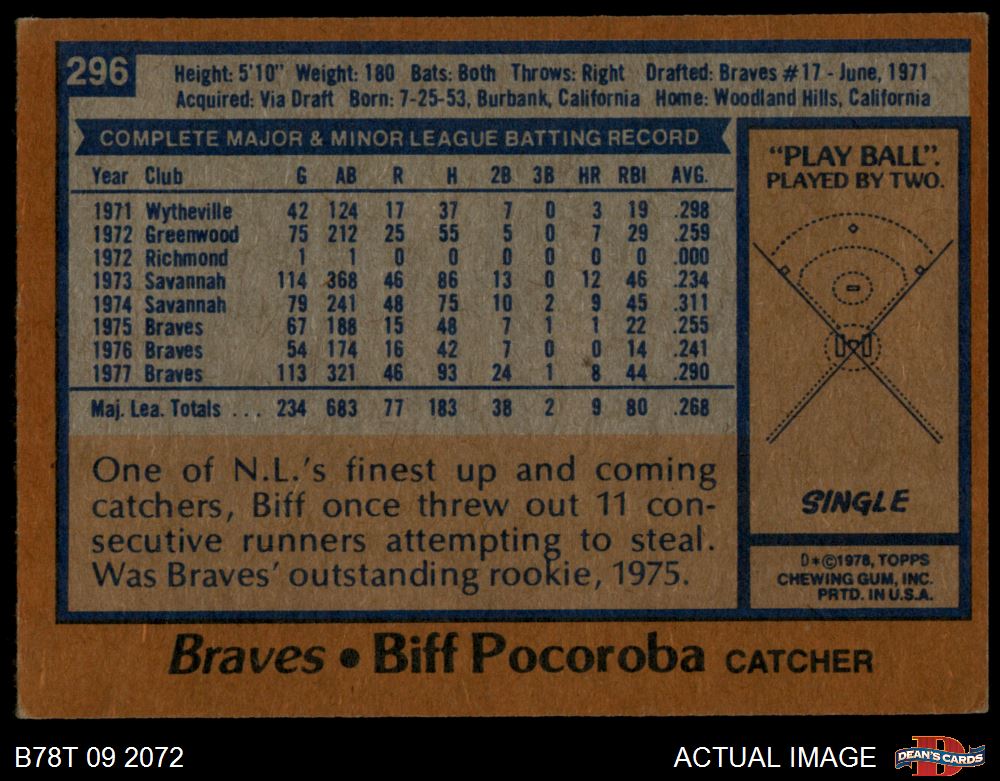 296
Height: 5'10" Weight: 180 Bats: Both Throws: Right Drafted: Braves #17 - June, 1971
Acquired: Via Draft Born: 7-25-53, Burbank, California Home: Woodland Hills, California
COMPLETE MAJOR & MINOR LEAGUE BATTING RECORD
Year Club G AB R H 2B 3B HR RBI AVG.
1971 Wytheville 42 124 17 37 7 0 3 19 .298
1972 Greenwood 75 212 25 55 5 0 7 29 .259
1972 Richmond 1 1 0 0 0 0 0 0 .000
1973 Savannah 114 368 46 86 13 0 12 46 .234
1974 Savannah 79 241 48 75 10 2 9 45 .311
1975 Braves 67 188 15 48 7 1 1 22 .255
1976 Braves 54 174 16 42 7 0 0 14 .241
1977 Braves 113 321 46 93 24 1 8 44 .290
Maj. Lea. Totals ... 234 683 77 183 38 2 9 80 .268
One of N.L.'s finest up and coming
catchers, Biff once threw out 11 con-
secutive runners attempting to steal.
Was Braves' outstanding rookie, 1975.
"PLAY BALL".
PLAYED BY TWO.
SINGLE
D*©1978, TOPPS
CHEWING GUM, INC.
PRTD. IN U.S.A.
Braves • Biff Pocoroba CATCHER
B78T 09 2072
ACTUAL IMAGE
D
DEAN'S CARDS